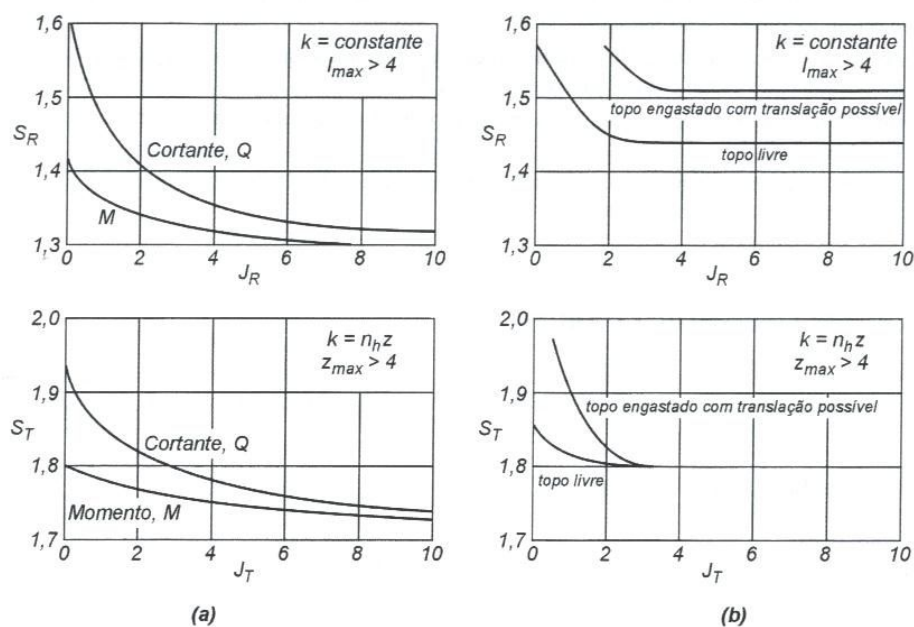 1,6
1,5
S_R
1,4
1,3
k = constante
l_max > 4
Cortante, Q
M
0 2 4 6 8 10
J_R
1,6
1,5
S_R
1,4
1,3
k = constante
l_max > 4
topo engastado com translação possível
topo livre
0 2 4 6 8 10
J_R
2,0
1,9
S_T
1,8
1,7
k = n_h z
z_max > 4
Cortante, Q
Momento, M
0 2 4 6 8 10
J_T
(a)
2,0
1,9
S_T
1,8
1,7
k = n_h z
z_max > 4
topo engastado com translação possível
topo livre
0 2 4 6 8 10
J_T
(b)